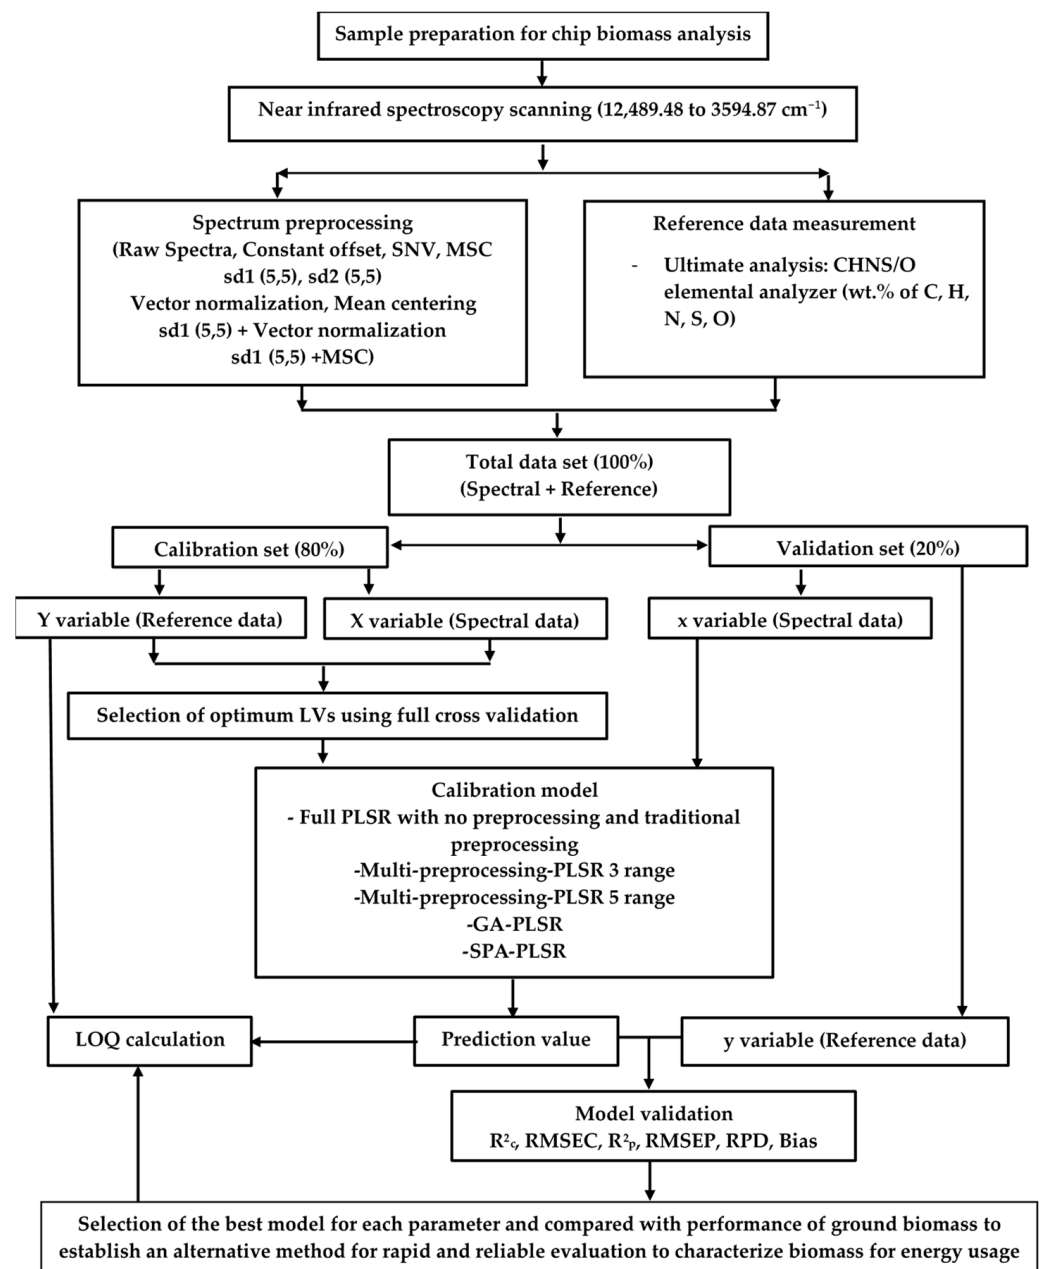 Sample preparation for chip biomass analysis
Near infrared spectroscopy scanning (12,489.48 to 3594.87 cm⁻¹)
Spectrum preprocessing
(Raw Spectra, Constant offset, SNV, MSC
sd1 (5,5), sd2 (5,5)
Vector normalization, Mean centering
sd1 (5,5) + Vector normalization
sd1 (5,5) +MSC)
Reference data measurement
- Ultimate analysis: CHNS/O
elemental analyzer (wt.% of C, H,
N, S, O)
Total data set (100%)
(Spectral + Reference)
Calibration set (80%)
Validation set (20%)
Y variable (Reference data)
X variable (Spectral data)
x variable (Spectral data)
Selection of optimum LVs using full cross validation
Calibration model
- Full PLSR with no preprocessing and traditional
preprocessing
-Multi-preprocessing-PLSR 3 range
-Multi-preprocessing-PLSR 5 range
-GA-PLSR
-SPA-PLSR
LOQ calculation
Prediction value
y variable (Reference data)
Model validation
R²c, RMSEC, R²p, RMSEP, RPD, Bias
Selection of the best model for each parameter and compared with performance of ground biomass to
establish an alternative method for rapid and reliable evaluation to characterize biomass for energy usage